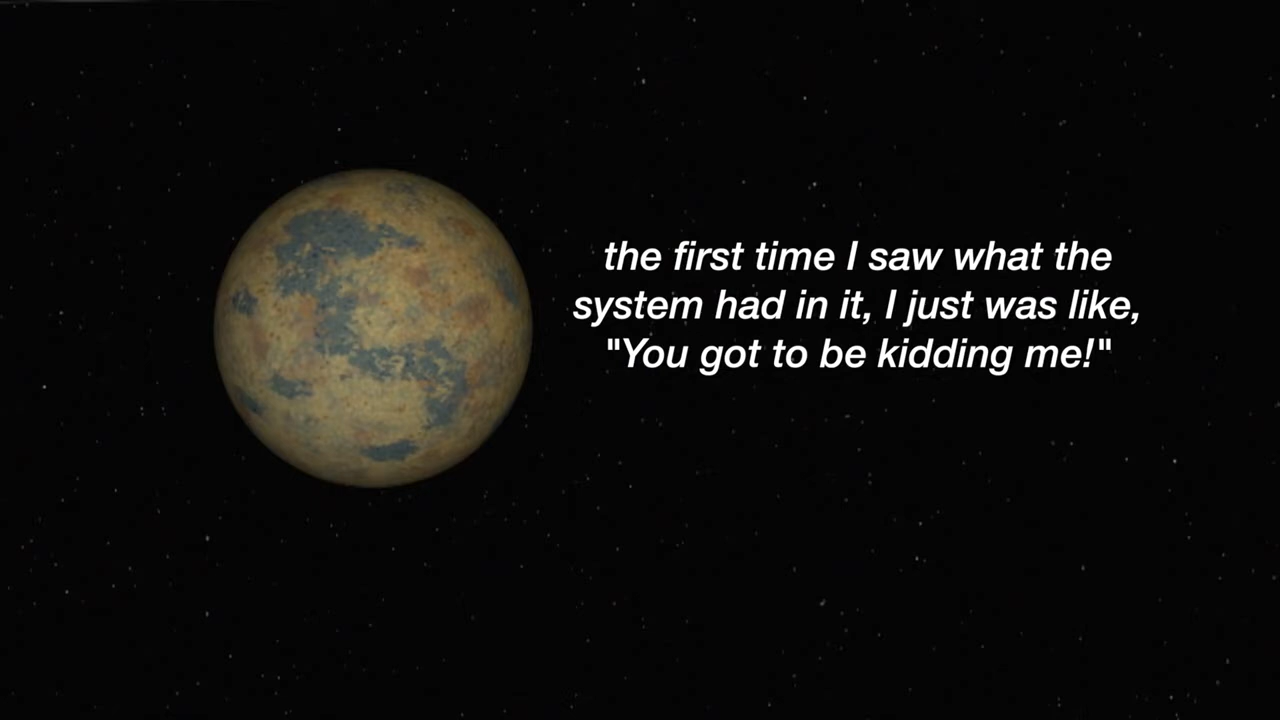 the first time I saw what the
system had in it, I just was like,
"You got to be kidding me!"